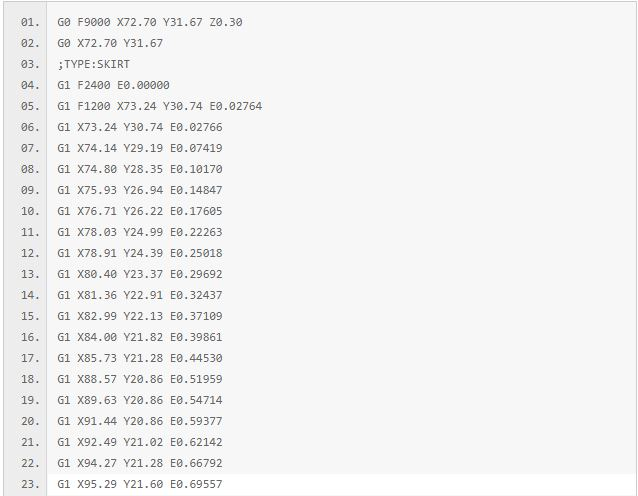 01. G0 F9000 X72.70 Y31.67 Z0.30
02. G0 X72.70 Y31.67
03. ;TYPE:SKIRT
04. G1 F2400 E0.00000
05. G1 F1200 X73.24 Y30.74 E0.02764
06. G1 X73.24 Y30.74 E0.02766
07. G1 X74.14 Y29.19 E0.07419
08. G1 X74.80 Y28.35 E0.10170
09. G1 X75.93 Y26.94 E0.14847
10. G1 X76.71 Y26.22 E0.17605
11. G1 X78.03 Y24.99 E0.22263
12. G1 X78.91 Y24.39 E0.25018
13. G1 X80.40 Y23.37 E0.29692
14. G1 X81.36 Y22.91 E0.32437
15. G1 X82.99 Y22.13 E0.37109
16. G1 X84.00 Y21.82 E0.39861
17. G1 X85.73 Y21.28 E0.44530
18. G1 X88.57 Y20.86 E0.51959
19. G1 X89.63 Y20.86 E0.54714
20. G1 X91.44 Y20.86 E0.59377
21. G1 X92.49 Y21.02 E0.62142
22. G1 X94.27 Y21.28 E0.66792
23. G1 X95.29 Y21.60 E0.69557